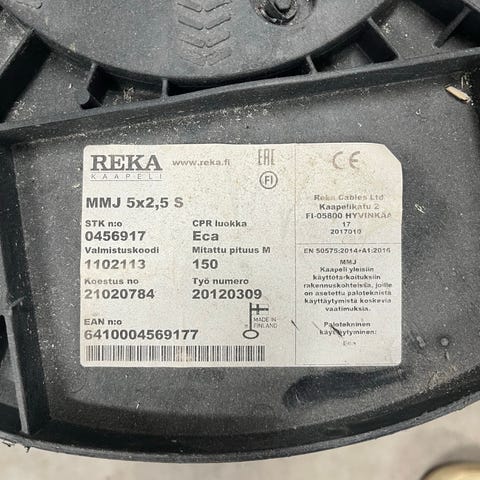 REKA
KAAPELI
www.reka.fi
EAC
FI
CE
MMJ 5x2,5 S
STK n:o
CPR luokka
0456917
Eca
Valmistuskoodi
Mitattu pituus M
1102113
150
Koestus no
Työ numero
21020784
20120309
EAN n:o
6410004569177
MADE IN
FINLAND
Reka Cables Ltd
Kaapelikatu 2
FI-05800 HYVINKÄÄ
17
2017010
EN 50575:2014+A1:2016
MMJ
Kaapeli yleisiin
käyttötarkoituksiin
rakennuskohteisiin, joille
on asetettu paloteknistä
käyttäytymistä koskevia
vaatimuksia.
Palotekninen
käyttäytyminen:
Eca